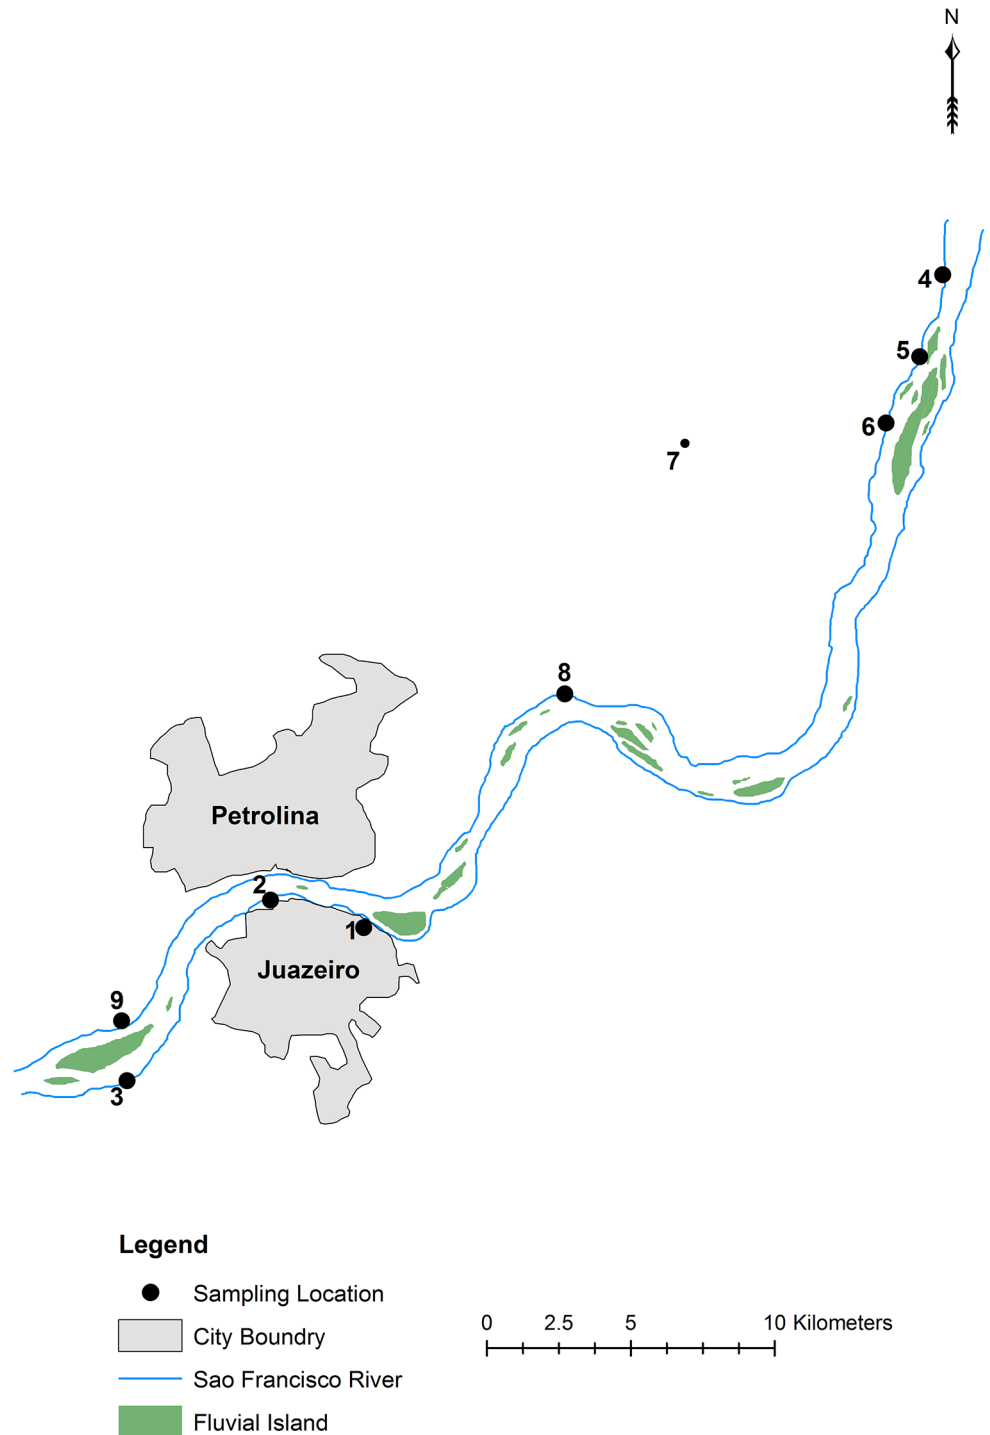 N
4
5
6
7
8
Petrolina
2
1
Juazeiro
9
3
Legend
Sampling Location
City Boundry
Sao Francisco River
Fluvial Island
0 2.5 5 10 Kilometers